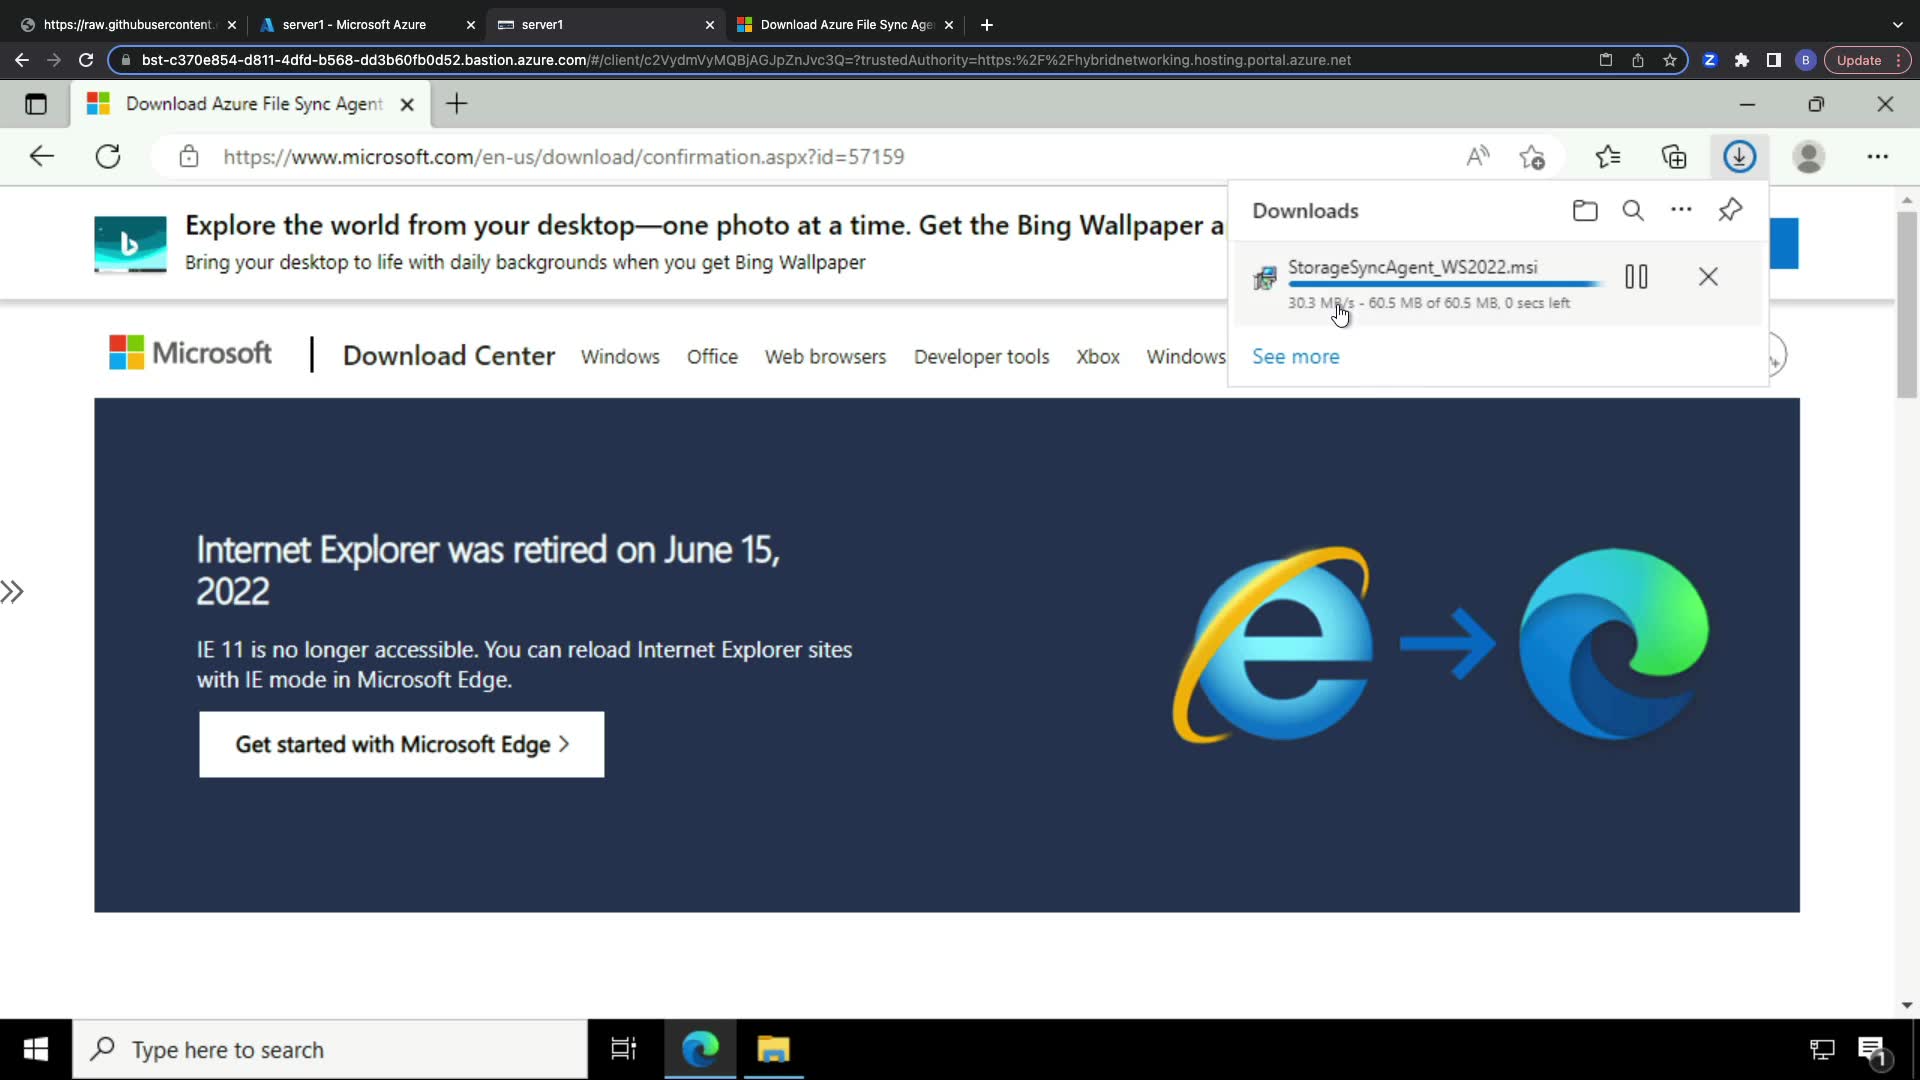 https://raw.githubusercontent.
server1 - Microsoft Azure
server1
Download Azure File Sync Age
bst-c370e854-d811-4dfd-b568-dd3b60fb0d52.bastion.azure.com/#/client/c2VydmVyMQBjAGJpZnJvc3Q=?trustedAuthority=https:%2F%2Fhybridnetworking.hosting.portal.azure.net
Z
B
Update
Download Azure File Sync Agent
https://www.microsoft.com/en-us/download/confirmation.aspx?id=57159
Downloads
StorageSyncAgent_WS2022.msi
30.3 MB/s - 60.5 MB of 60.5 MB, 0 secs left
See more
b
Explore the world from your desktop—one photo at a time. Get the Bing Wallpaper a
Bring your desktop to life with daily backgrounds when you get Bing Wallpaper
Microsoft
Download Center
Windows
Office
Web browsers
Developer tools
Xbox
Windows
Internet Explorer was retired on June 15,
2022
IE 11 is no longer accessible. You can reload Internet Explorer sites
with IE mode in Microsoft Edge.
Get started with Microsoft Edge >
Type here to search
1